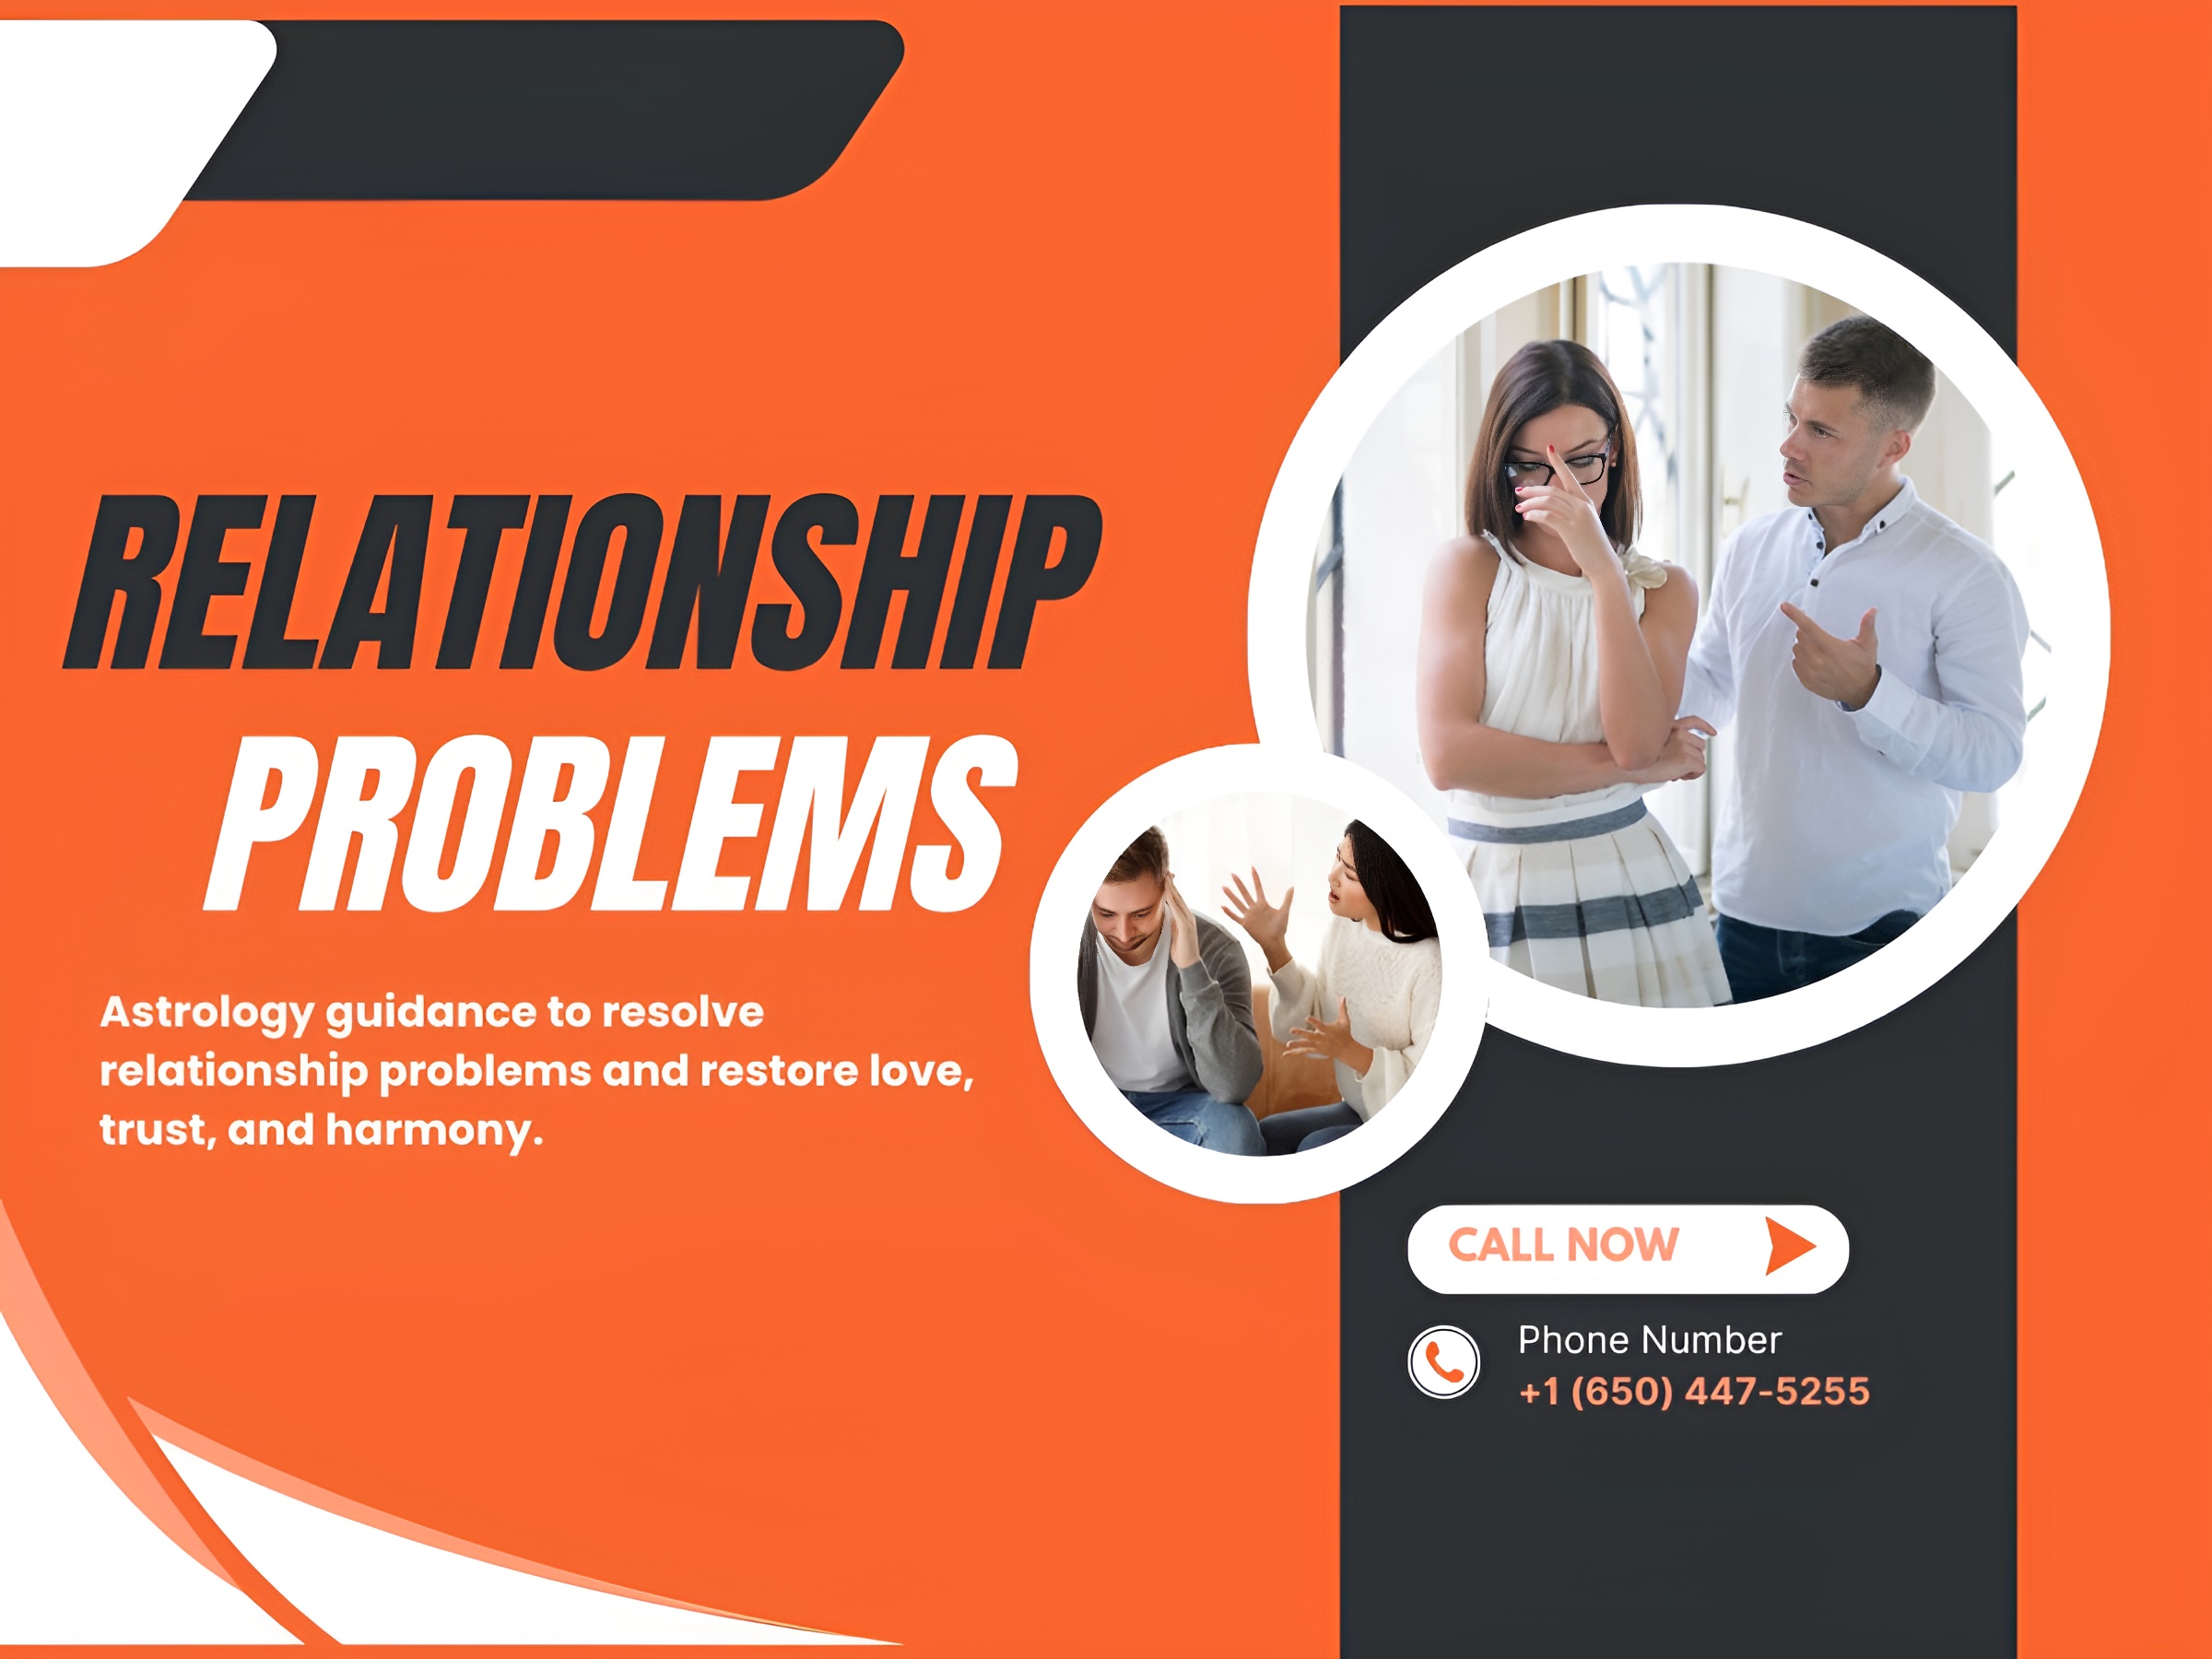 RELATIONSHIP
PROBLEMS
Astrology guidance to resolve
relationship problems and restore love,
trust, and harmony.
CALL NOW
Phone Number
+1 (650) 447-5255